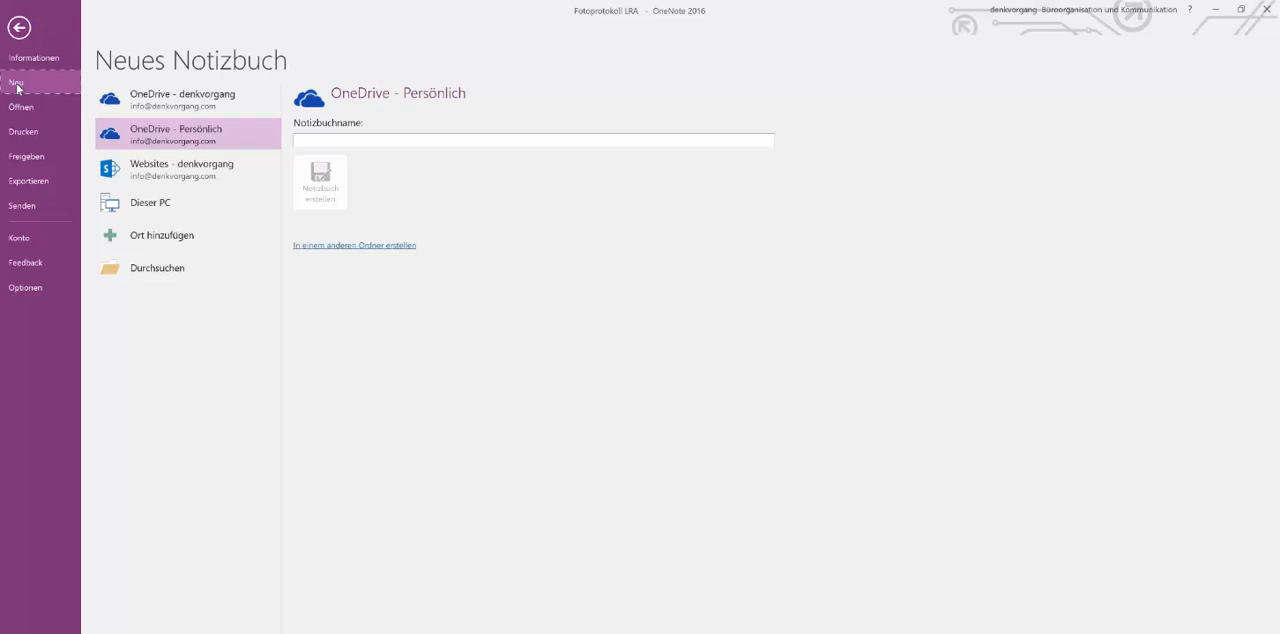 Fotoprotokoll LRA - OneNote 2016
denkvorgang Büroorganisation und Kommunikation ?
Informationen
Neu
Öffnen
Drucken
Freigeben
Exportieren
Senden
Konto
Feedback
Optionen
Neues Notizbuch
OneDrive - denkvorgang
info@denkvorgang.com
OneDrive - Persönlich
info@denkvorgang.com
Websites - denkvorgang
info@denkvorgang.com
Dieser PC
Ort hinzufügen
Durchsuchen
OneDrive - Persönlich
Notizbuchname:
Notizbuch
erstellen
In einem anderen Ordner erstellen